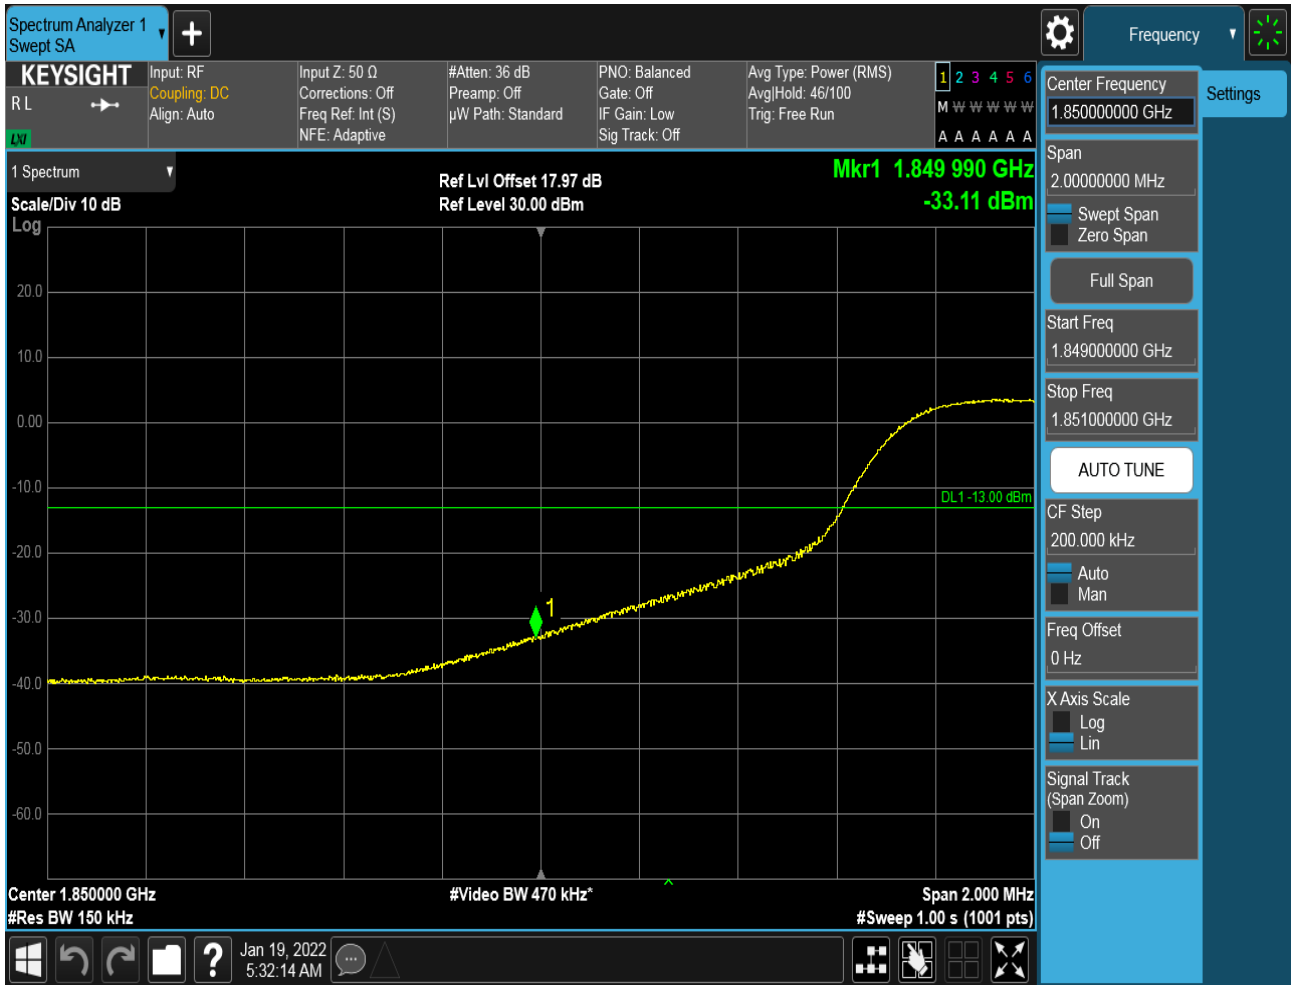 Spectrum Analyzer 1
Swept SA
Frequency
KEYSIGHT
R L
LXI
Input: RF
Coupling: DC
Align: Auto
Input Z: 50 Ω
Corrections: Off
Freq Ref: Int (S)
NFE: Adaptive
#Atten: 36 dB
Preamp: Off
µW Path: Standard
PNO: Balanced
Gate: Off
IF Gain: Low
Sig Track: Off
Avg Type: Power (RMS)
Avg|Hold: 46/100
Trig: Free Run
1 2 3 4 5 6
M W W W W W
A A A A A A
1 Spectrum
Scale/Div 10 dB
Log
Ref Lvl Offset 17.97 dB
Ref Level 30.00 dBm
Mkr1 1.849 990 GHz
-33.11 dBm
20.0
10.0
0.00
-10.0
-20.0
-30.0
-40.0
-50.0
-60.0
DL1 -13.00 dBm
1
Center 1.850000 GHz
#Res BW 150 kHz
#Video BW 470 kHz*
Span 2.000 MHz
#Sweep 1.00 s (1001 pts)
Jan 19, 2022
5:32:14 AM
?
Center Frequency
1.850000000 GHz
Settings
Span
2.00000000 MHz
Swept Span
Zero Span
Full Span
Start Freq
1.849000000 GHz
Stop Freq
1.851000000 GHz
AUTO TUNE
CF Step
200.000 kHz
Auto
Man
Freq Offset
0 Hz
X Axis Scale
Log
Lin
Signal Track
(Span Zoom)
On
Off